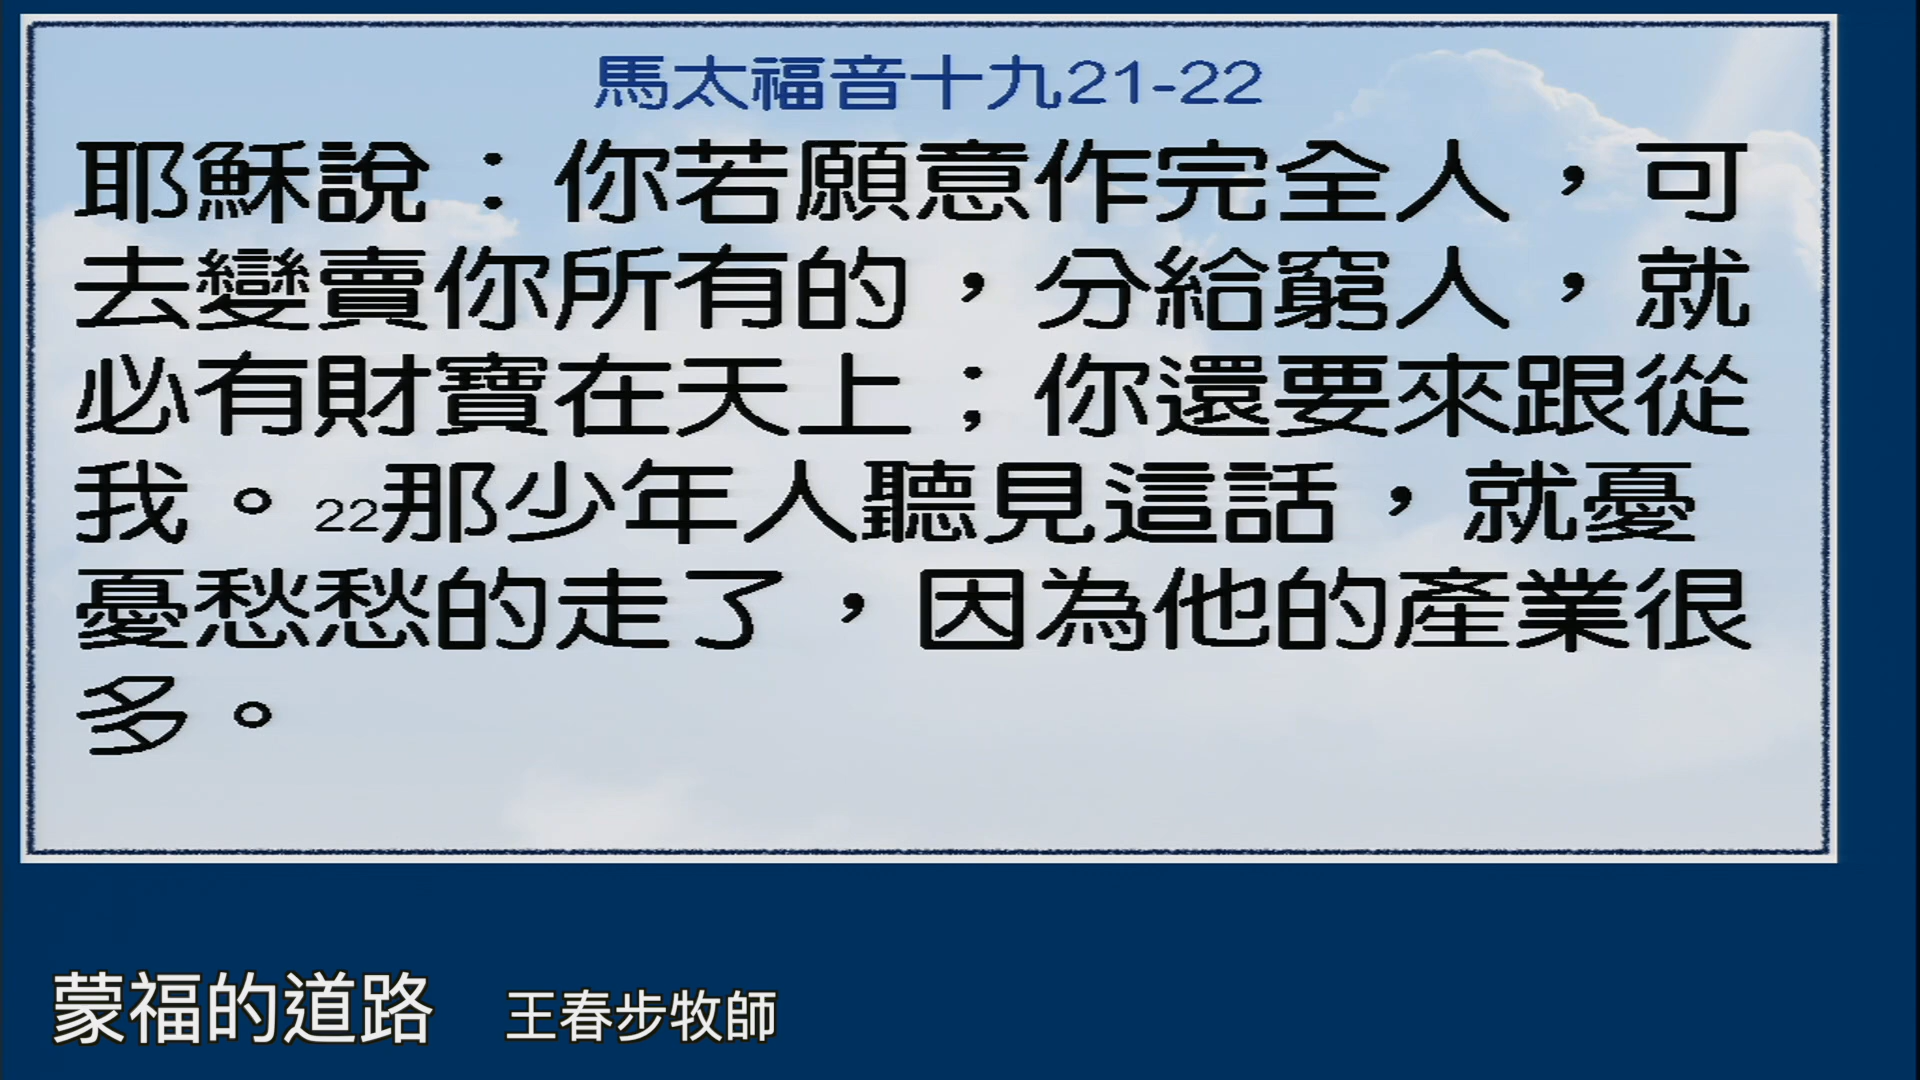 馬太福音十九21-22
耶穌說：你若願意作完全人，可
去變賣你所有的，分給窮人，就
必有財寶在天上；你還要來跟從
我。22那少年人聽見這話，就憂
憂愁愁的走了，因為他的產業很
多。
蒙福的道路 王春步牧師